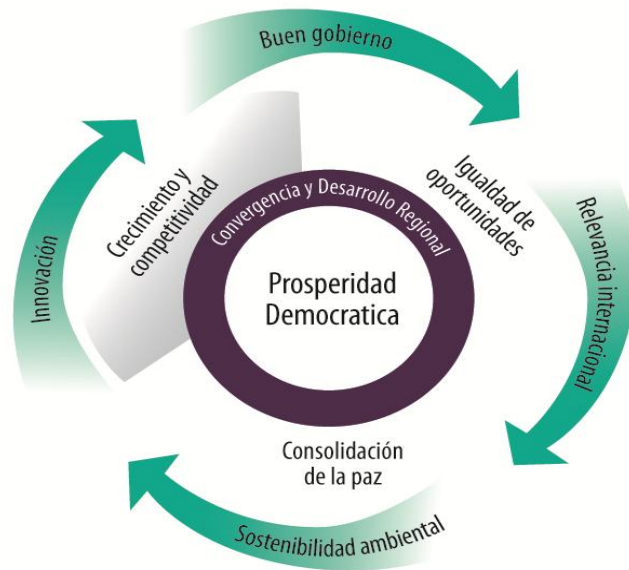 Buen gobierno
Crecimiento y
competitividad
Igualdad de
oportunidades
Convergencia y Desarrollo Regional
Innovación
Relevancia internacional
Prosperidad
Democratica
Consolidación
de la paz
Sostenibilidad ambiental